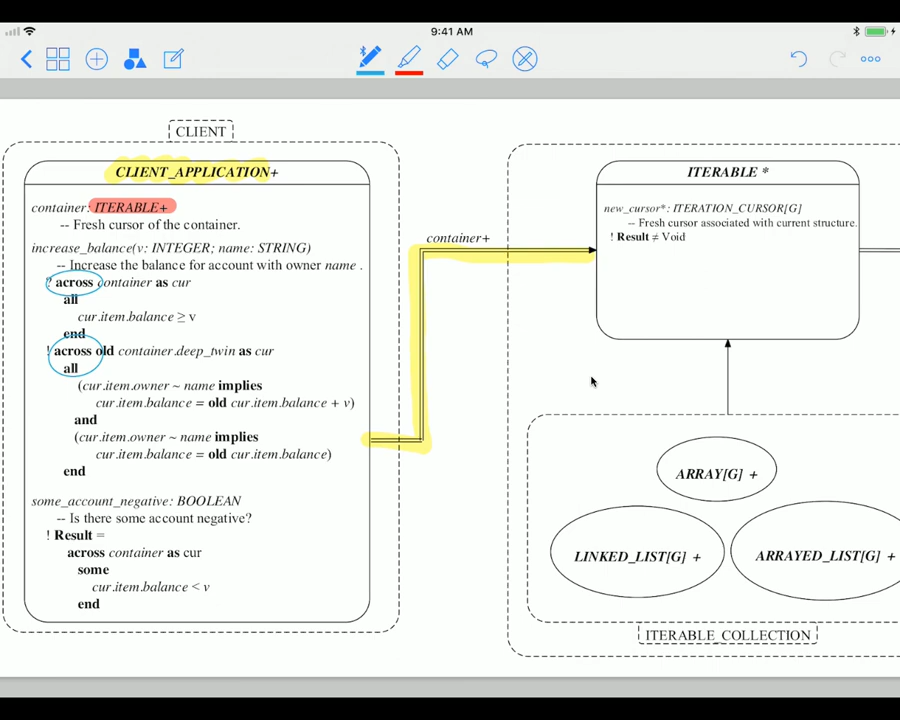 9:41 AM
CLIENT
CLIENT_APPLICATION+
container: ITERABLE+
-- Fresh cursor of the container.
increase_balance(v: INTEGER; name: STRING)
-- Increase the balance for account with owner name .
? across container as cur
all
cur.item.balance ≥ v
end
! across old container.deep_twin as cur
all
(cur.item.owner ~ name implies
cur.item.balance = old cur.item.balance + v)
and
(cur.item.owner ~ name implies
cur.item.balance = old cur.item.balance)
end
some_account_negative: BOOLEAN
-- Is there some account negative?
! Result =
across container as cur
some
cur.item.balance < v
end
container+
ITERABLE *
new_cursor*: ITERATION_CURSOR[G]
-- Fresh cursor associated with current structure.
! Result ≠ Void
ARRAY[G] +
LINKED_LIST[G] +
ARRAYED_LIST[G] +
ITERABLE_COLLECTION